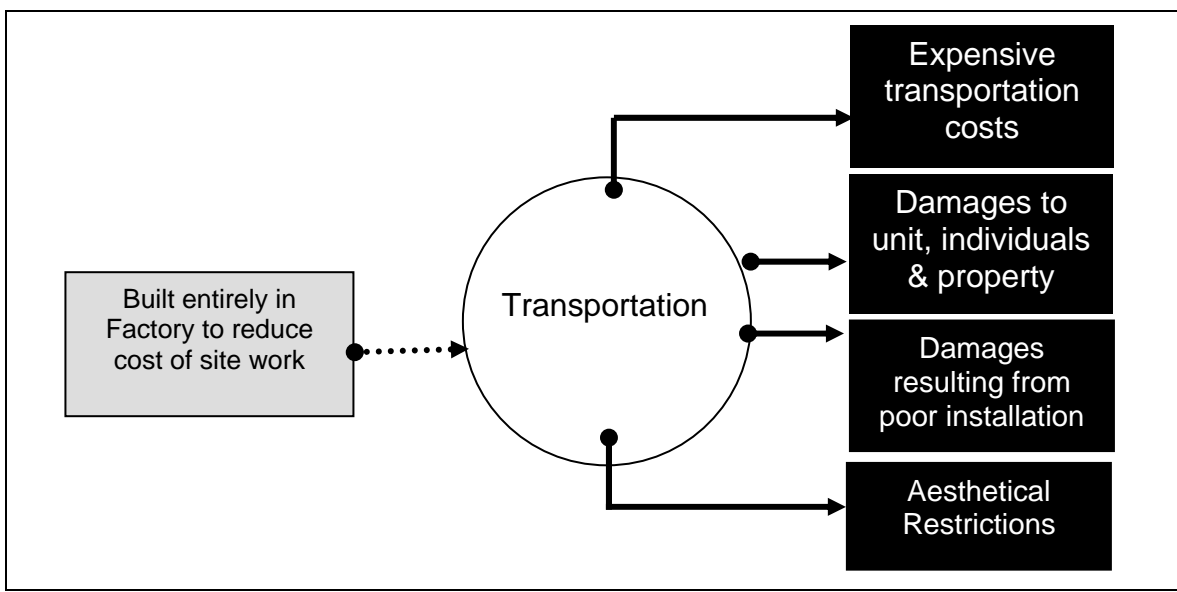 Expensive
transportation
costs
Damages to
unit, individuals
& property
Built entirely in
Factory to reduce
cost of site work
Transportation
Damages
resulting from
poor installation
Aesthetical
Restrictions